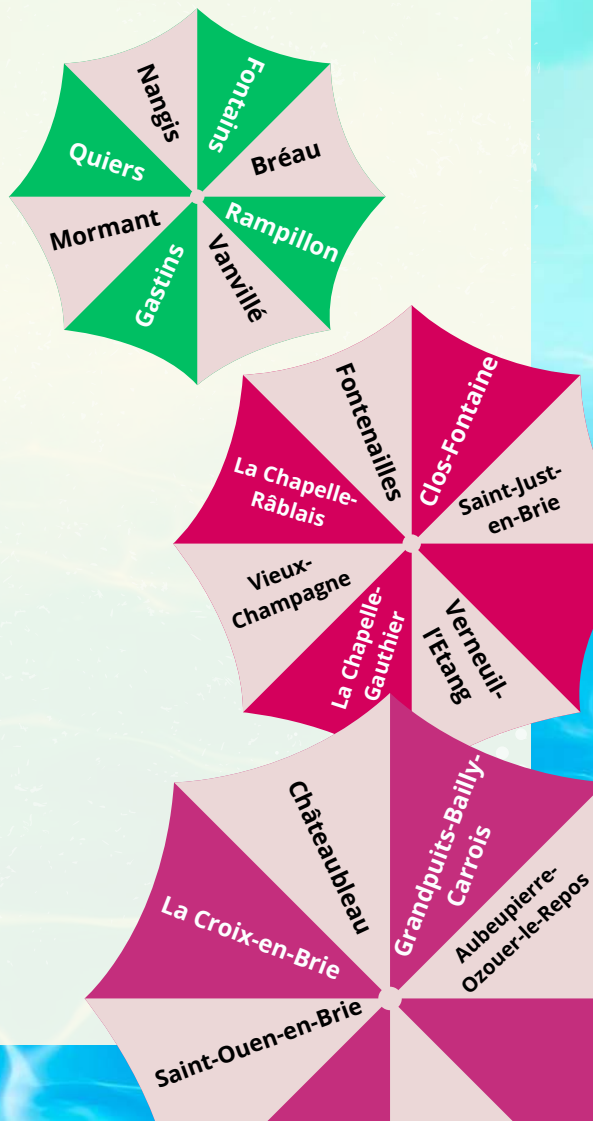 Nangis
Fontains
Bréau
Quiers
Rampillon
Mormant
Vanvillé
Gastins
Fontenailles
Clos-Fontaine
La Chapelle-
Râblais
Saint-Just-
en-Brie
Vieux-
Champagne
La Chapelle-
Gauthier
Verneuil-
l'Etang
Châteaubleau
Grandpuits-Bailly-
Carrois
La Croix-en-Brie
Aubeupierre-
Ozouer-le-Repos
Saint-Ouen-en-Brie